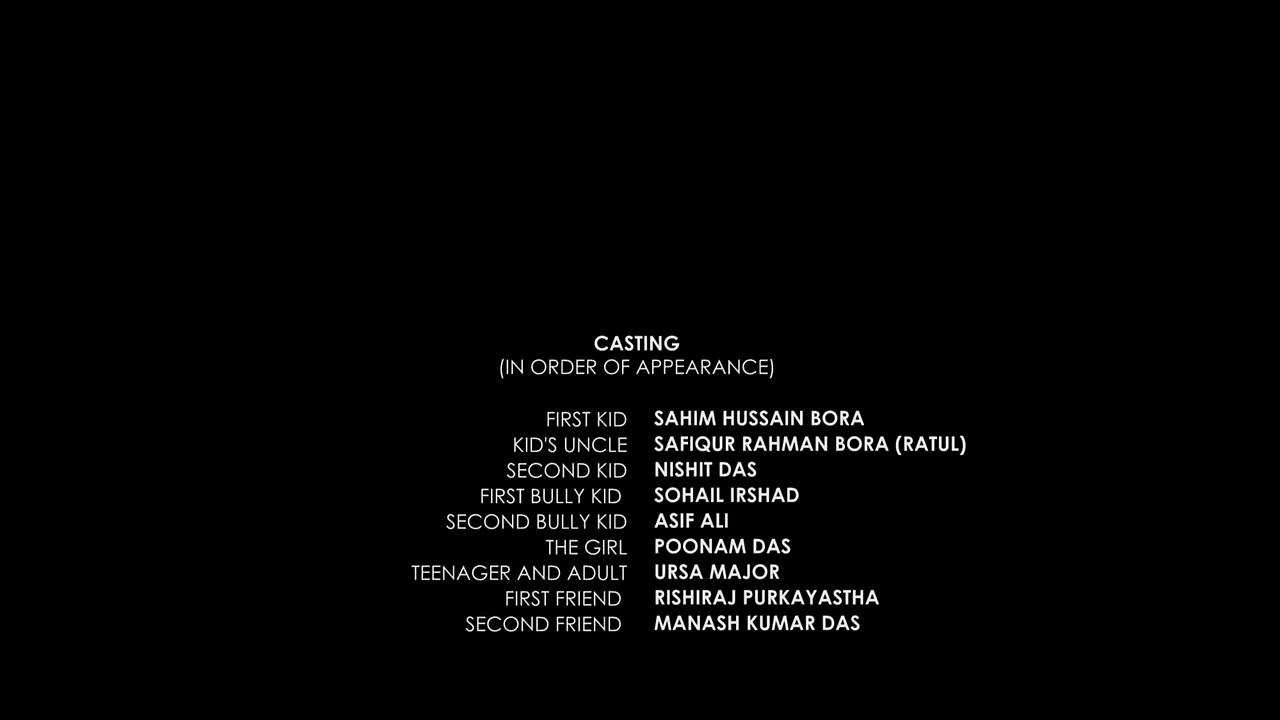 CASTING
(IN ORDER OF APPEARANCE)
FIRST KID SAHIM HUSSAIN BORA
KID'S UNCLE SAFIQUR RAHMAN BORA (RATUL)
SECOND KID NISHIT DAS
FIRST BULLY KID SOHAIL IRSHAD
SECOND BULLY KID ASIF ALI
THE GIRL POONAM DAS
TEENAGER AND ADULT URSA MAJOR
FIRST FRIEND RISHIRAJ PURKAYASTHA
SECOND FRIEND MANASH KUMAR DAS